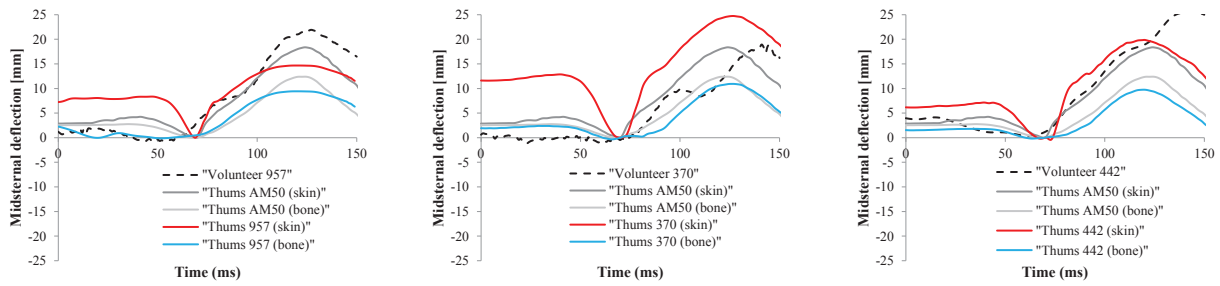 Midsternal deflection [mm]
25
20
15
10
5
0
-5
-10
-15
-20
-25
0
50
100
150
"Volunteer 957"
"Thums AM50 (skin)"
"Thums AM50 (bone)"
"Thums 957 (skin)"
"Thums 957 (bone)"
Time (ms)
Midsternal deflection [mm]
25
20
15
10
5
0
-5
-10
-15
-20
-25
0
50
100
150
"Volunteer 370"
"Thums AM50 (skin)"
"Thums AM50 (bone)"
"Thums 370 (skin)"
"Thums 370 (bone)"
Time (ms)
Midsternal deflection [mm]
25
20
15
10
5
0
-5
-10
-15
-20
-25
0
50
100
150
"Volunteer 442"
"Thums AM50 (skin)"
"Thums AM50 (bone)"
"Thums 442 (skin)"
"Thums 442 (bone)"
Time (ms)